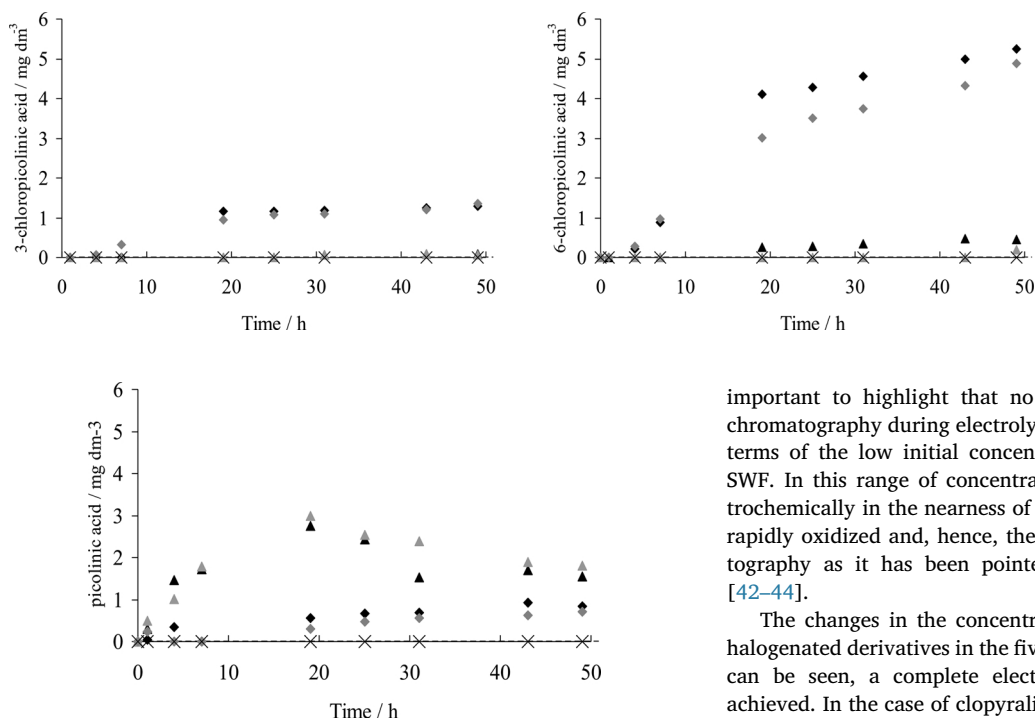 3-chloropicolinic acid / mg dm-3
6
5
4
3
2
1
0
0 10 20 30 40 50
Time / h
6-chloropicolinic acid / mg dm-3
6
5
4
3
2
1
0
0 10 20 30 40 50
Time / h
picolinic acid / mg dm-3
6
5
4
3
2
1
0
0 10 20 30 40 50
Time / h
important to highlight that no
chromatography during electroly
terms of the low initial concen
SWF. In this range of concentra
trochemically in the nearness of
rapidly oxidized and, hence, the
tography as it has been pointe
[42–44].
The changes in the concentr
halogenated derivatives in the fiv
can be seen, a complete elect
achieved. In the case of clopyrali